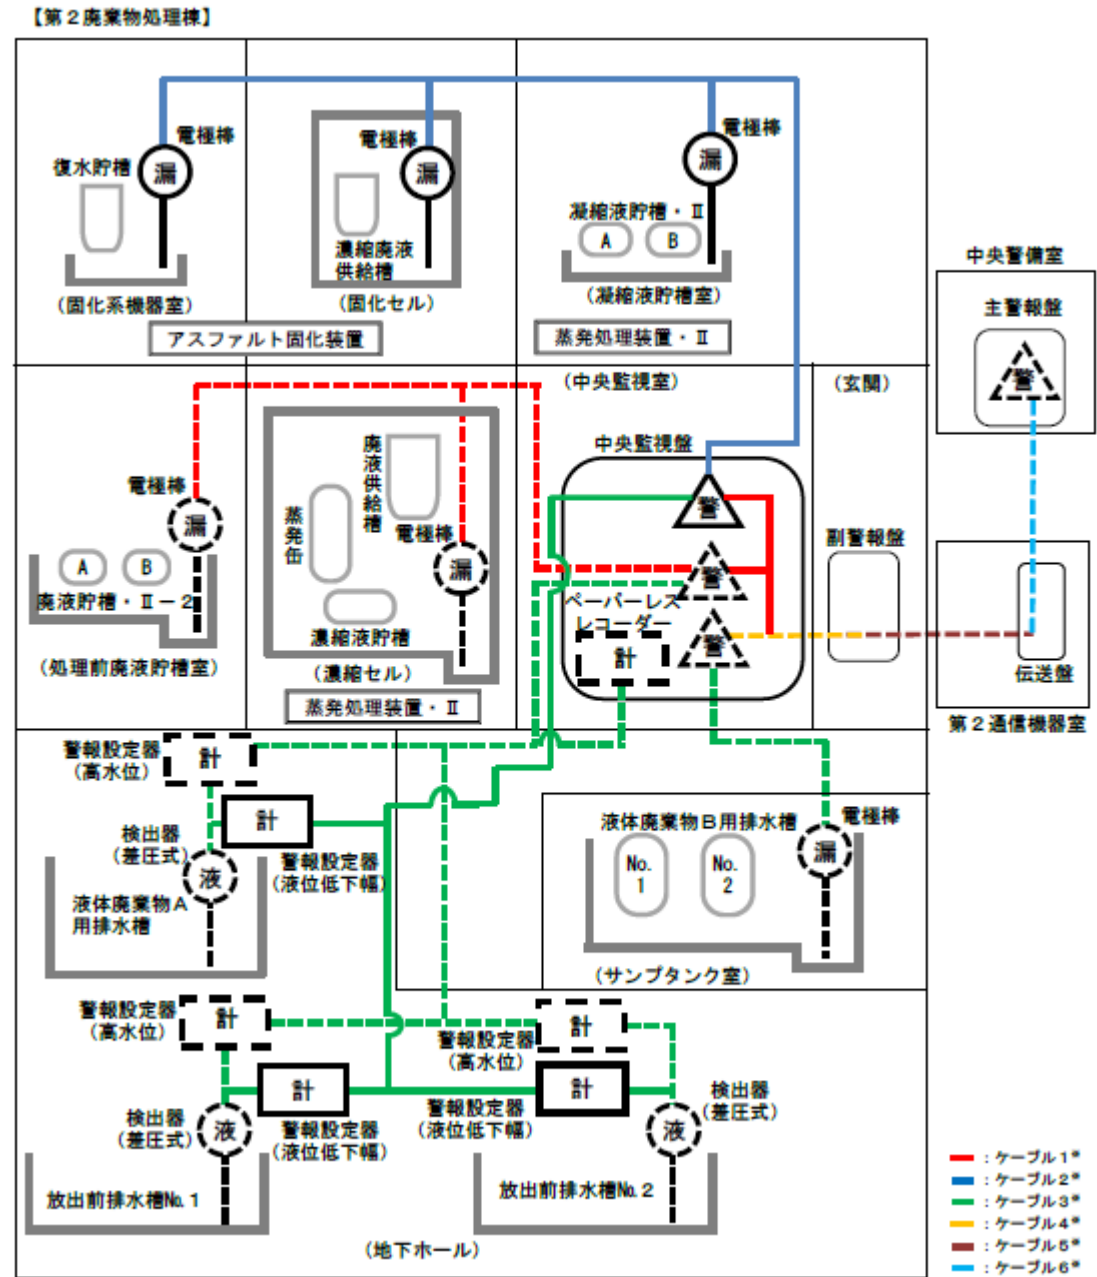 【第２廃棄物処理棟】
電極棒
漏
復水貯槽
（固化系機器室）
電極棒
漏
濃縮廃液
供給槽
（固化セル）
アスファルト固化装置
電極棒
漏
凝縮液貯槽・Ⅱ
A
B
（凝縮液貯槽室）
蒸発処理装置・Ⅱ
中央警備室
主警報盤
警
電極棒
漏
A
B
廃液貯槽・Ⅱ－２
（処理前廃液貯槽室）
廃液供給槽
蒸発缶
電極棒
漏
濃縮液貯槽
（濃縮セル）
蒸発処理装置・Ⅱ
（中央監視室）
中央監視盤
警
警
ペーパーレス
レコーダー
警
計
（玄関）
副警報盤
伝送盤
第２通信機器室
警報設定器
（高水位）
計
計
検出器
（差圧式）
液
警報設定器
（液位低下幅）
液体廃棄物Ａ
用排水槽
液体廃棄物Ｂ用排水槽
電極棒
漏
No.
1
No.
2
（サンプタンク室）
警報設定器
（高水位）
計
計
検出器
（差圧式）
液
警報設定器
（液位低下幅）
放出前排水槽№1
計
警報設定器
（高水位）
計
警報設定器
（液位低下幅）
検出器
（差圧式）
液
放出前排水槽№2
（地下ホール）
：ケーブル１※
：ケーブル２※
：ケーブル３※
：ケーブル４※
：ケーブル５※
：ケーブル６※